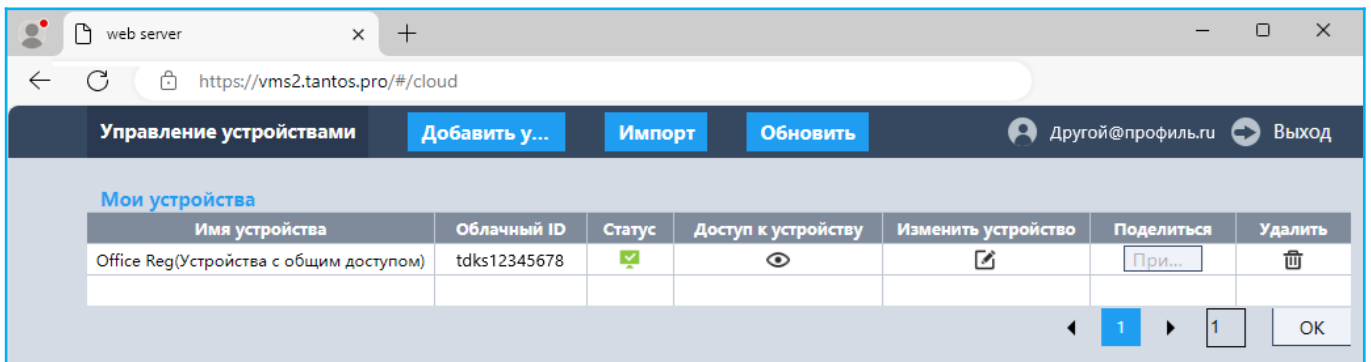 web server
https://vms2.tantos.pro/#/cloud
Управление устройствами Добавить у... Импорт Обновить Другой@профиль.ru Выход
Мои устройства
Имя устройства Облачный ID Статус Доступ к устройству Изменить устройство Поделиться Удалить
Office Reg(Устройства с общим доступом) tdks12345678 При...
1 1 OK